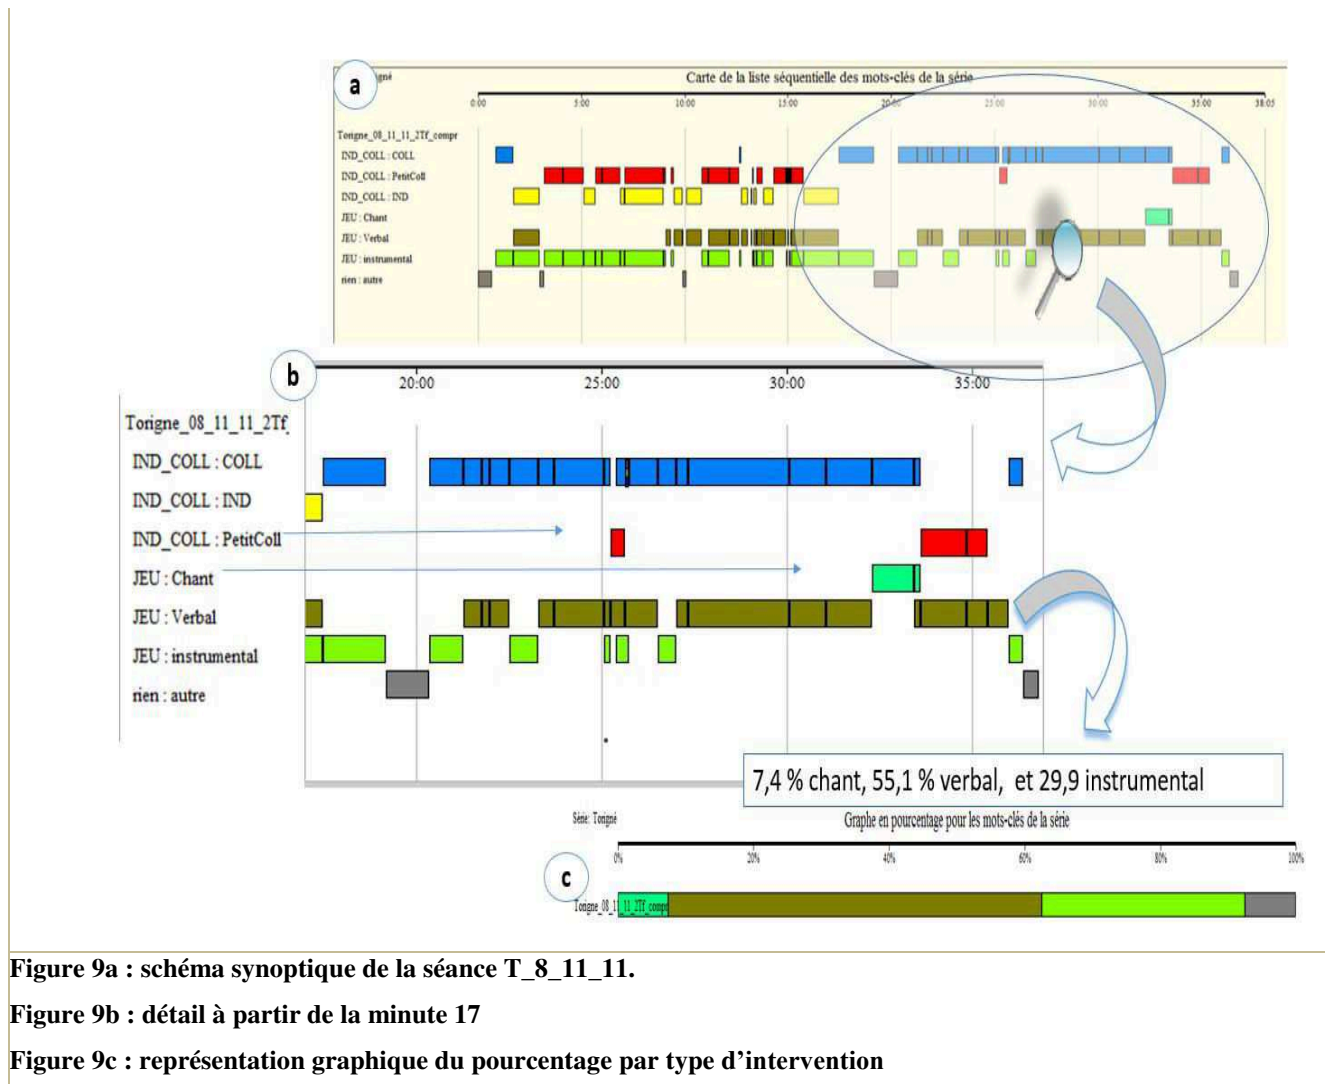 a
igné
Carte de la liste séquentielle des mots-clés de la série
0:00 5:00 10:00 15:00 20:00 25:00 30:00 35:00 38:05
Torigne_08_11_11_2Tf_compr
IND_COLL : COLL
IND_COLL : PetitColl
IND_COLL : IND
JEU : Chant
JEU : Verbal
JEU : instrumental
rien : autre
b
20:00 25:00 30:00 35:00
Torigne_08_11_11_2Tf_
IND_COLL : COLL
IND_COLL : IND
IND_COLL : PetitColl
JEU : Chant
JEU : Verbal
JEU : instrumental
rien : autre
7,4 % chant, 55,1 % verbal, et 29,9 instrumental
Série: Torigné
Graphe en pourcentage pour les mots-clés de la série
0% 20% 40% 60% 80% 100%
c
Torigne_08_11_11_2Tf_compr
Figure 9a : schéma synoptique de la séance T_8_11_11.
Figure 9b : détail à partir de la minute 17
Figure 9c : représentation graphique du pourcentage par type d'intervention